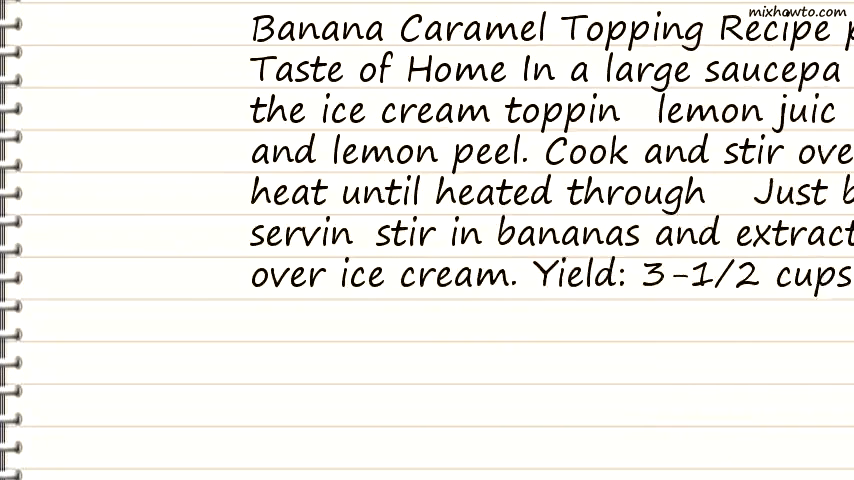 mixhowto.com
Banana Caramel Topping Recipe p
Taste of Home In a large saucepa
the ice cream toppin lemon juic
and lemon peel. Cook and stir ove
heat until heated through Just b
servin stir in bananas and extract
over ice cream. Yield: 3-1/2 cups